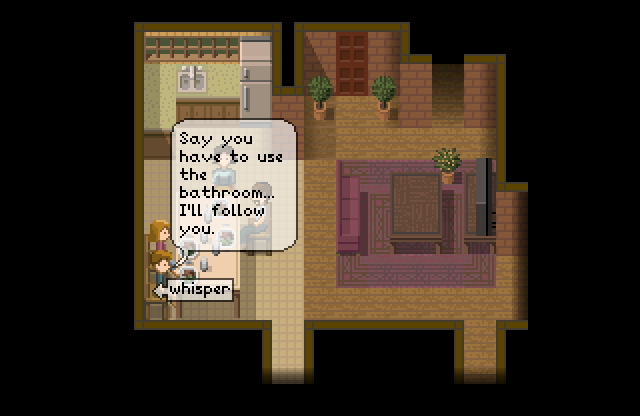 Say you
have to use
the
bathroom...
I'll follow
you.
whisper